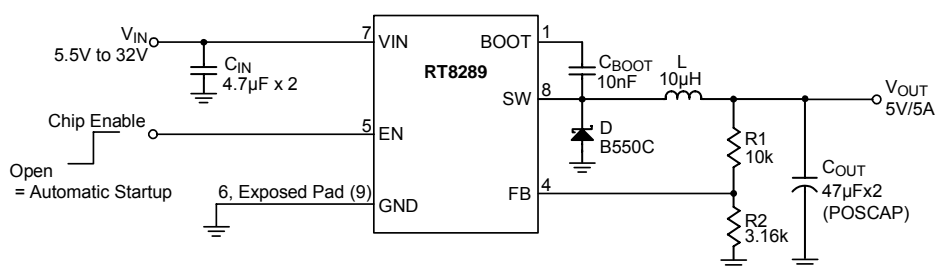 VIN
5.5V to 32V
CIN
4.7µF x 2
Chip Enable
Open
= Automatic Startup
6, Exposed Pad (9)
7
5
VIN
EN
GND
RT8289
BOOT
SW
FB
1
8
4
CBOOT
10nF
L
10µH
D
B550C
R1
10k
R2
3.16k
COUT
47µFx2
(POSCAP)
VOUT
5V/5A